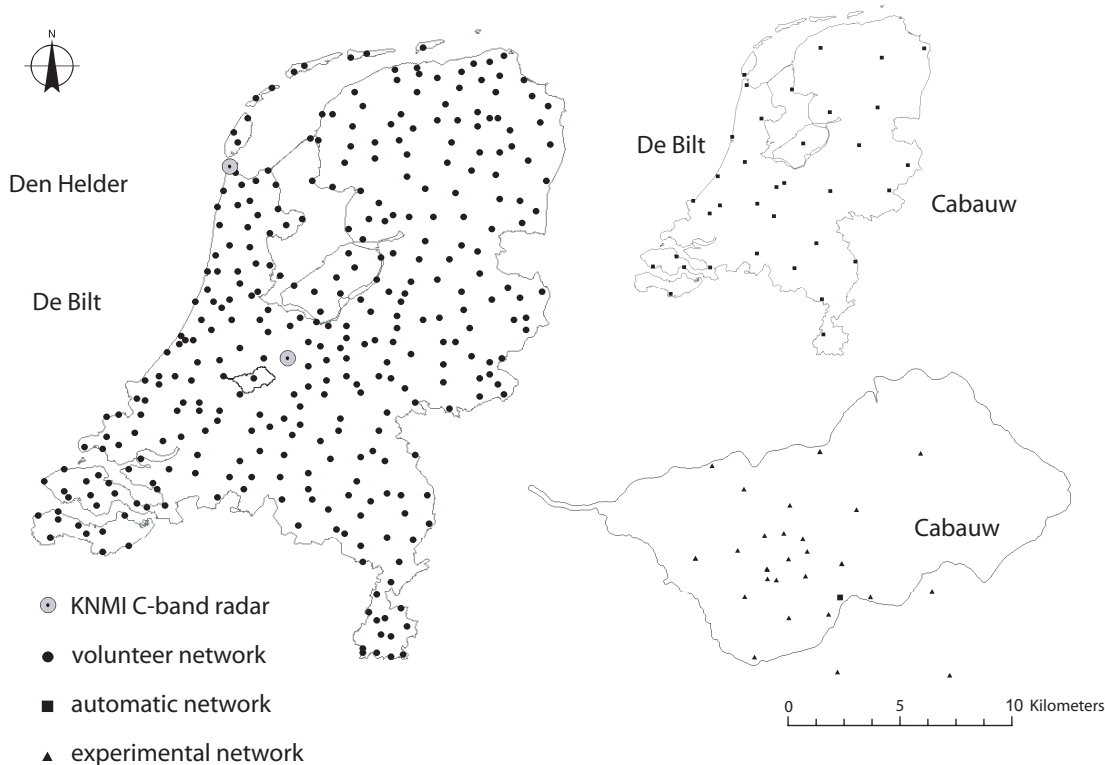 N
De Bilt
Den Helder
Cabauw
De Bilt
Cabauw
KNMI C-band radar
volunteer network
automatic network
experimental network
0 5 10 Kilometers